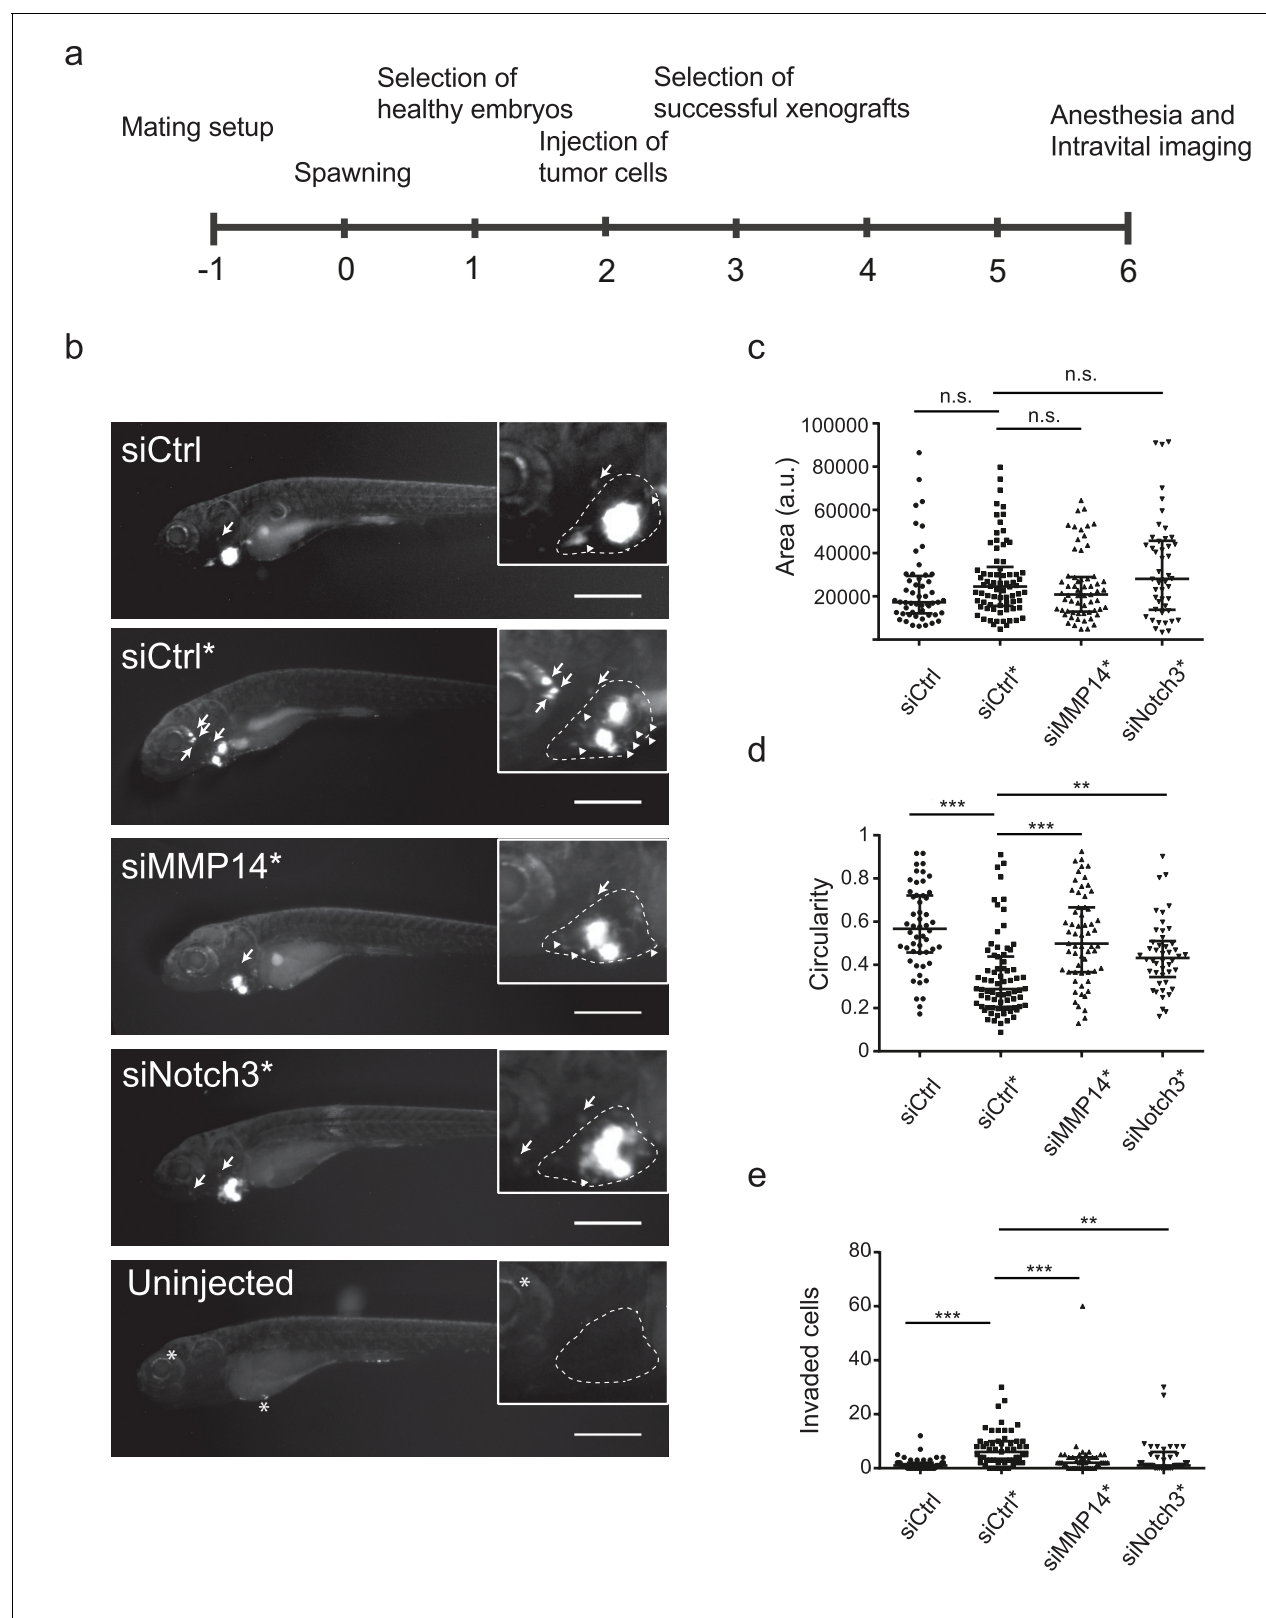 a
Mating setup
Spawning
Selection of
healthy embryos
Injection of
tumor cells
Selection of
successful xenografts
Anesthesia and
Intravital imaging
-1 0 1 2 3 4 5 6
b
siCtrl
siCtrl*
siMMP14*
siNotch3*
Uninjected
*
*
*
c
n.s.
n.s.
n.s.
Area (a.u.)
100000
80000
60000
40000
20000
siCtrl
siCtrl*
siMMP14*
siNotch3*
d
**
***
***
Circularity
1
0.8
0.6
0.4
0.2
0
siCtrl
siCtrl*
siMMP14*
siNotch3*
e
**
***
***
Invaded cells
80
60
40
20
0
siCtrl
siCtrl*
siMMP14*
siNotch3*